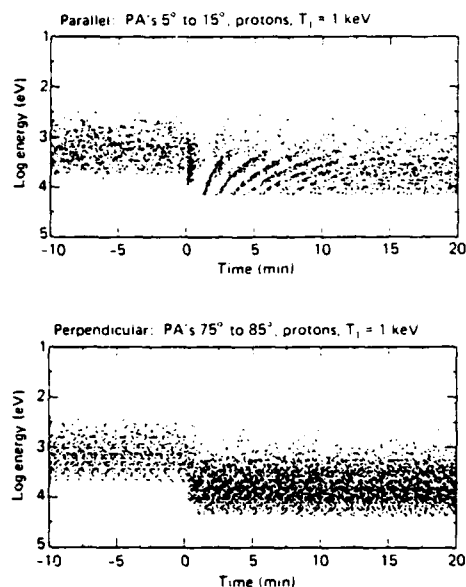 Parallel: PA's 5° to 15°, protons, T₁ = 1 keV
1
2
3
4
5
Log energy (eV)
-10 -5 0 5 10 15 20
Time (min)
Perpendicular: PA's 75° to 85°, protons, T₁ = 1 keV
1
2
3
4
5
Log energy (eV)
-10 -5 0 5 10 15 20
Time (min)